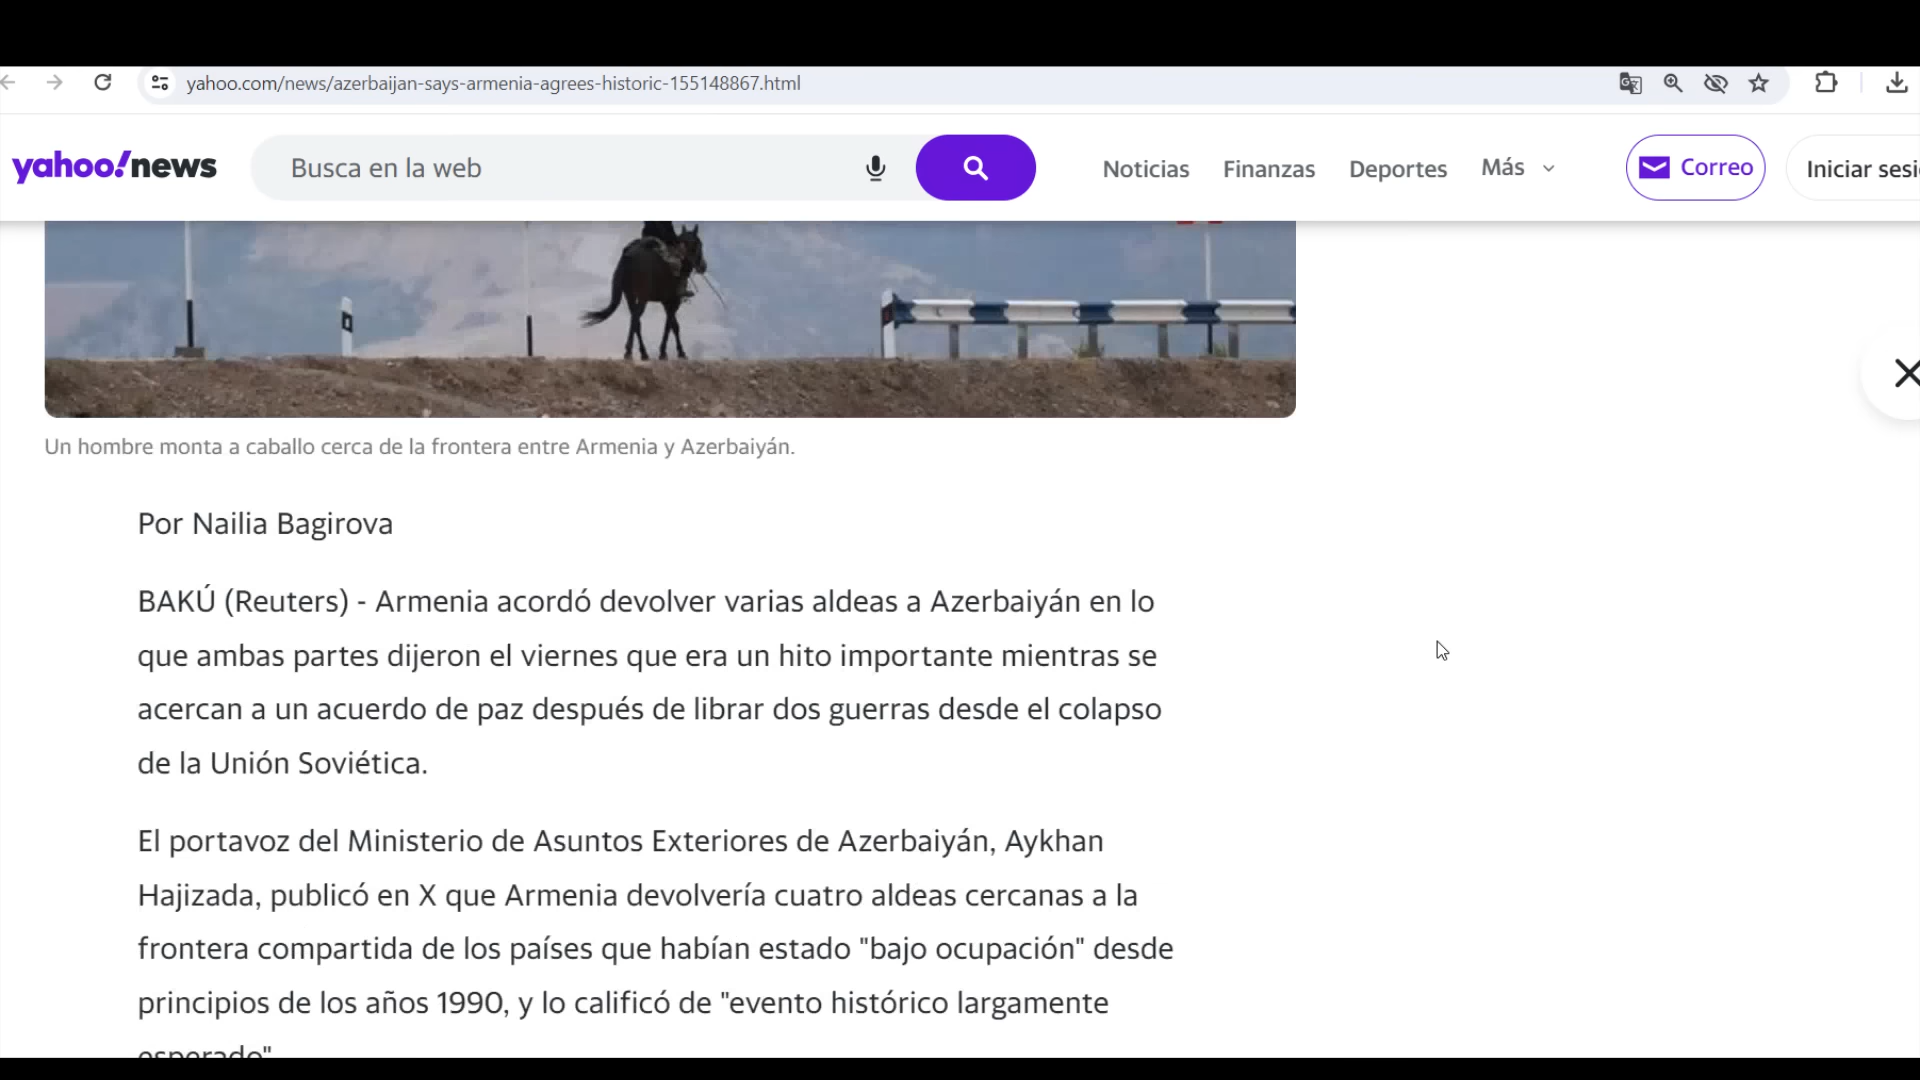 yahoo.com/news/azerbaijan-says-armenia-agrees-historic-155148867.html
yahoo!news
Busca en la web
Noticias
Finanzas
Deportes
Más
Correo
Iniciar sesi
Un hombre monta a caballo cerca de la frontera entre Armenia y Azerbaiyán.
Por Nailia Bagirova
BAKÚ (Reuters) - Armenia acordó devolver varias aldeas a Azerbaiyán en lo
que ambas partes dijeron el viernes que era un hito importante mientras se
acercan a un acuerdo de paz después de librar dos guerras desde el colapso
de la Unión Soviética.
El portavoz del Ministerio de Asuntos Exteriores de Azerbaiyán, Aykhan
Hajizada, publicó en X que Armenia devolvería cuatro aldeas cercanas a la
frontera compartida de los países que habían estado "bajo ocupación" desde
principios de los años 1990, y lo calificó de "evento histórico largamente
esperado"